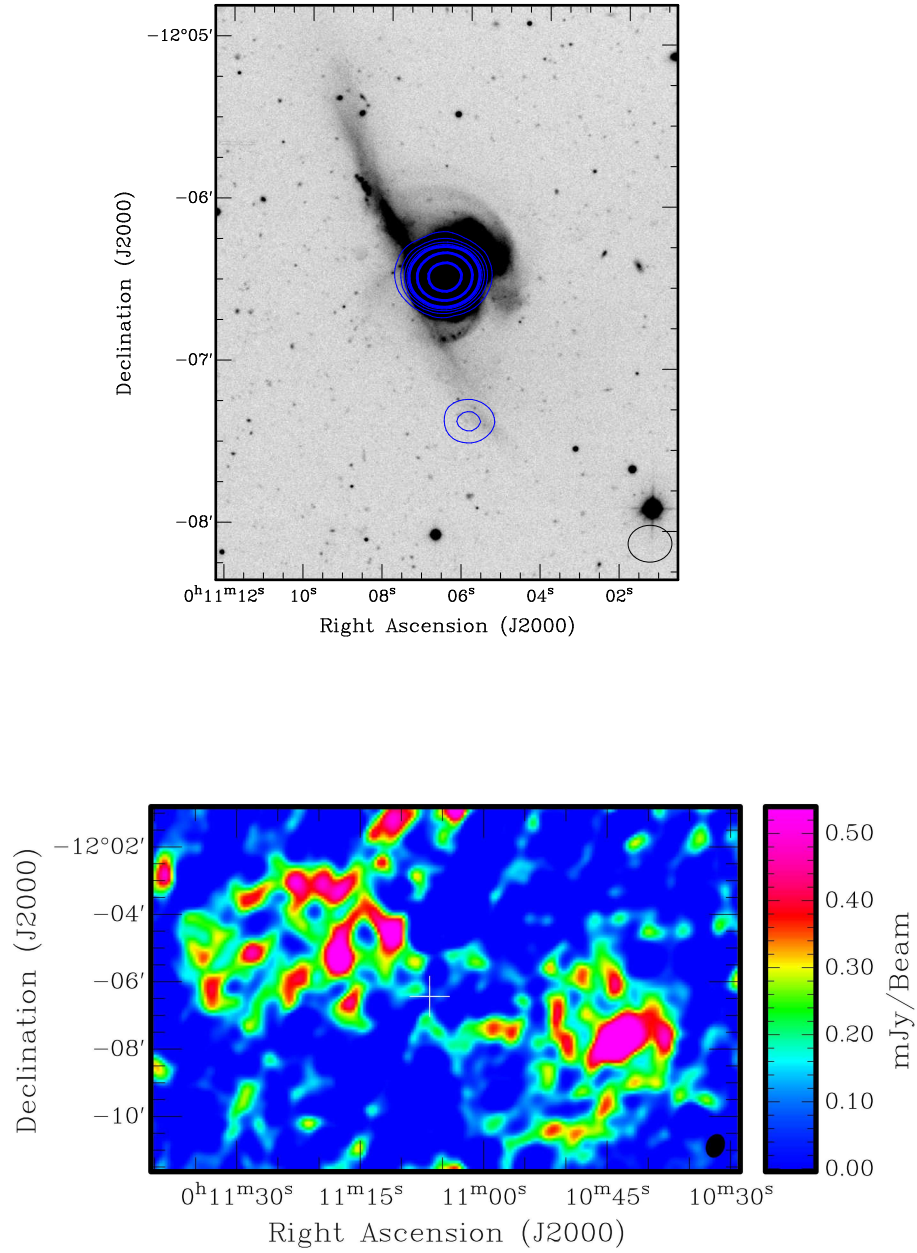 −12°05′
−06′
−07′
−08′
Declination (J2000)
0ʰ11ᵐ12ˢ 10ˢ 08ˢ 06ˢ 04ˢ 02ˢ
Right Ascension (J2000)
−12°02′
−04′
−06′
−08′
−10′
Declination (J2000)
0ʰ11ᵐ30ˢ 11ᵐ15ˢ 11ᵐ00ˢ 10ᵐ45ˢ 10ᵐ30ˢ
Right Ascension (J2000)
0.50
0.40
0.30
0.20
0.10
0.00
mJy/Beam